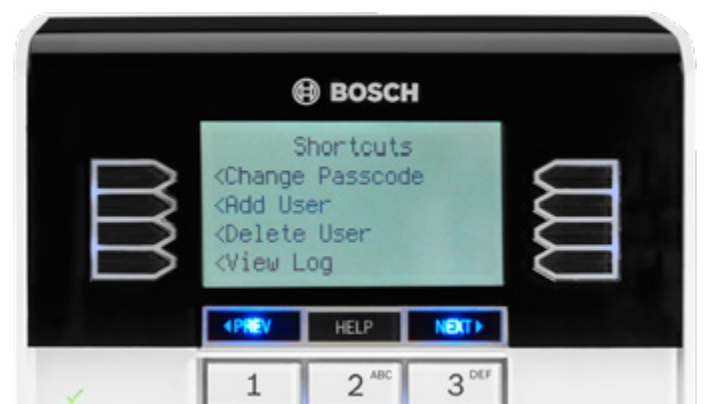 BOSCH
Shortcuts
<Change Passcode
<Add User
<Delete User
<View Log
PREV HELP NEXT
1 2 ABC 3 DEF